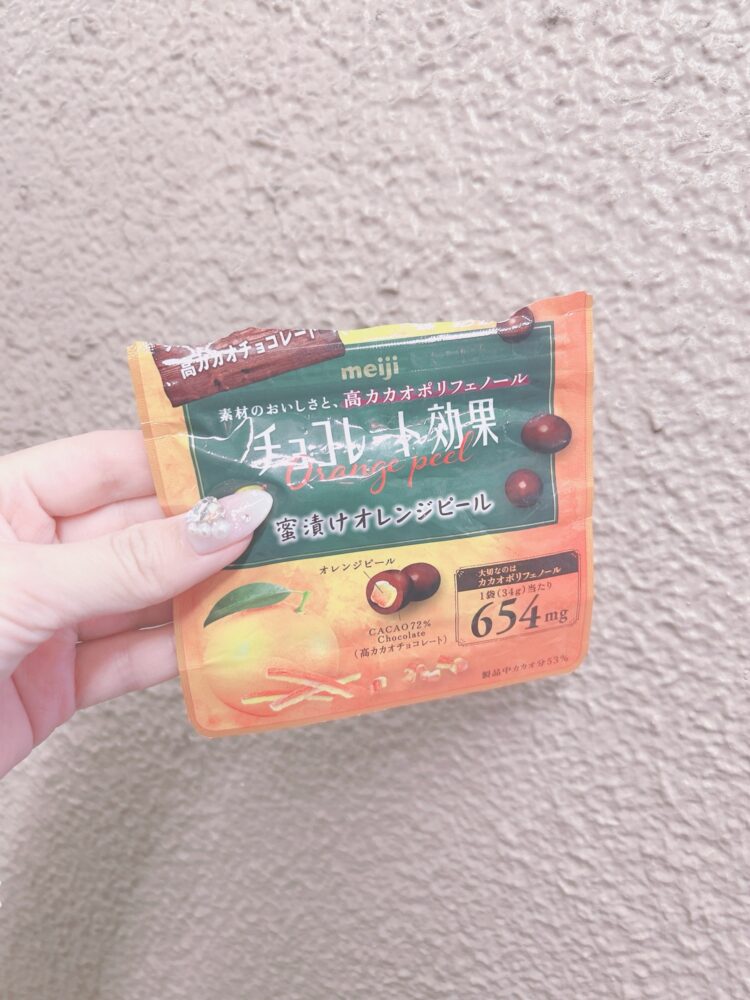 高カカオチョコレート
meiji
素材のおいしさと、高カカオポリフェノール
チョコレート効果
Orange peel
蜜漬けオレンジピール
オレンジピール
CACAO72%
Chocolate
(高カカオチョコレート)
大切なのは
カカオポリフェノール
1袋(34g)当たり
654mg
製品中カカオ分53%